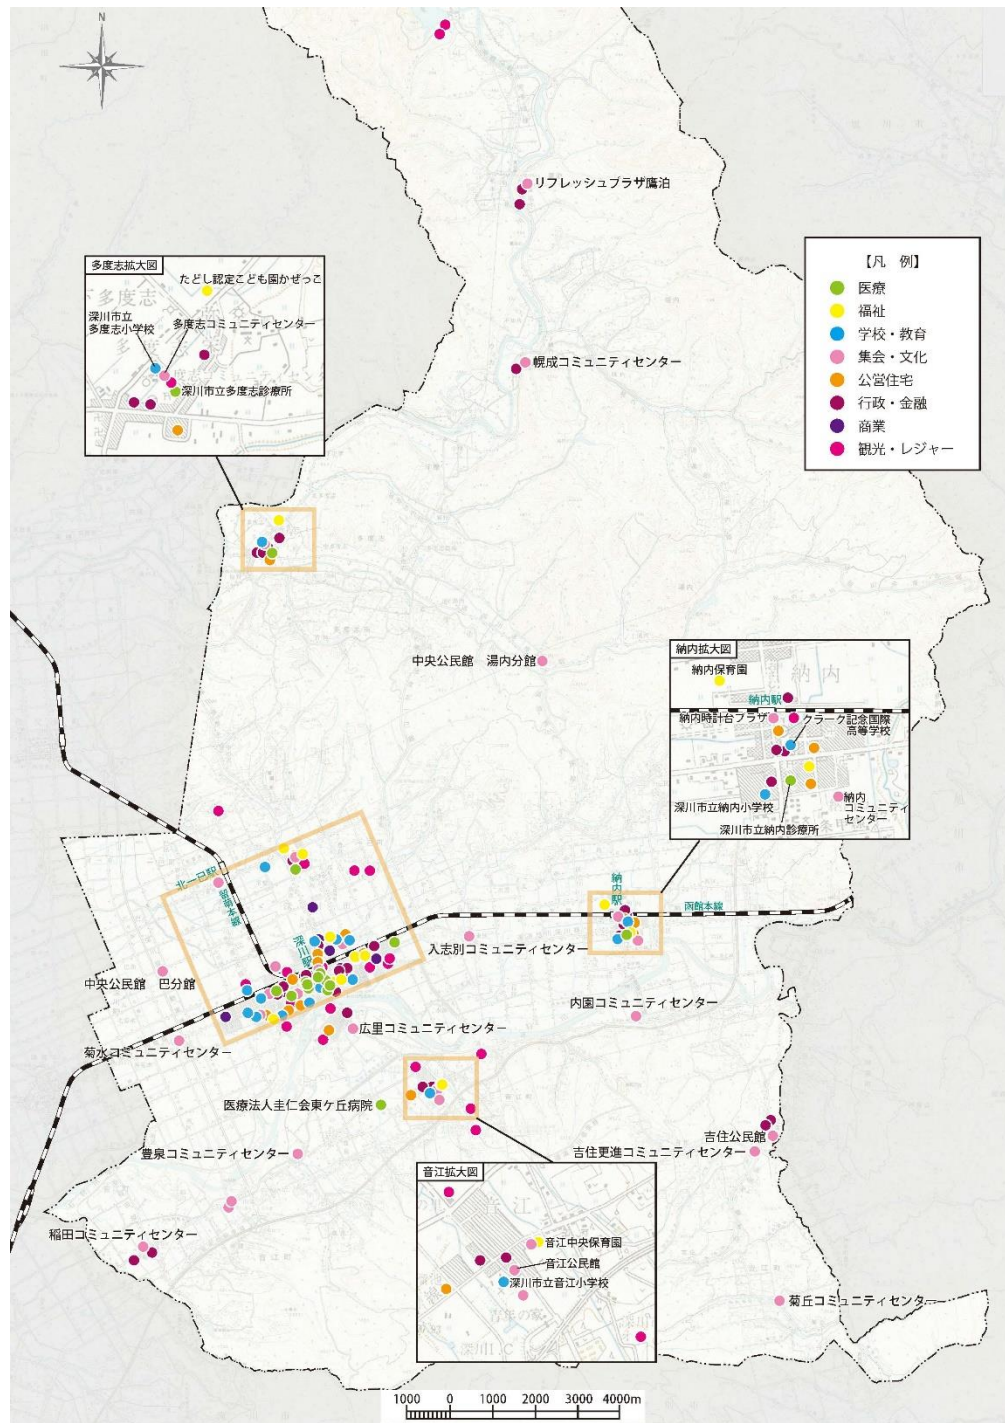 N
リフレッシュプラザ鷹泊
【凡　例】
医療
福祉
学校・教育
集会・文化
公営住宅
行政・金融
商業
観光・レジャー
多度志拡大図
たどし認定こども園かぜっこ
下多度志
深川市立
多度志小学校
多度志コミュニティセンター
深川市立多度志診療所
幌成コミュニティセンター
中央公民館　湯内分館
納内拡大図
納内保育園
納内
納内駅
納内時計台プラザ
クラーク記念国際
高等学校
深川市立納内小学校
納内
コミュニティ
センター
深川市立納内診療所
北一已駅
留萌本線
深川駅
納内駅
函館本線
入志別コミュニティセンター
中央公民館　巴分館
内園コミュニティセンター
広里コミュニティセンター
菊水コミュニティセンター
医療法人圭仁会東ケ丘病院
吉住公民館
吉住更進コミュニティセンター
豊泉コミュニティセンター
音江拡大図
音江
音江中央保育園
音江公民館
深川市立音江小学校
青年の家
深川I.C
稲田コミュニティセンター
菊丘コミュニティセンター
1000 0 1000 2000 3000 4000m